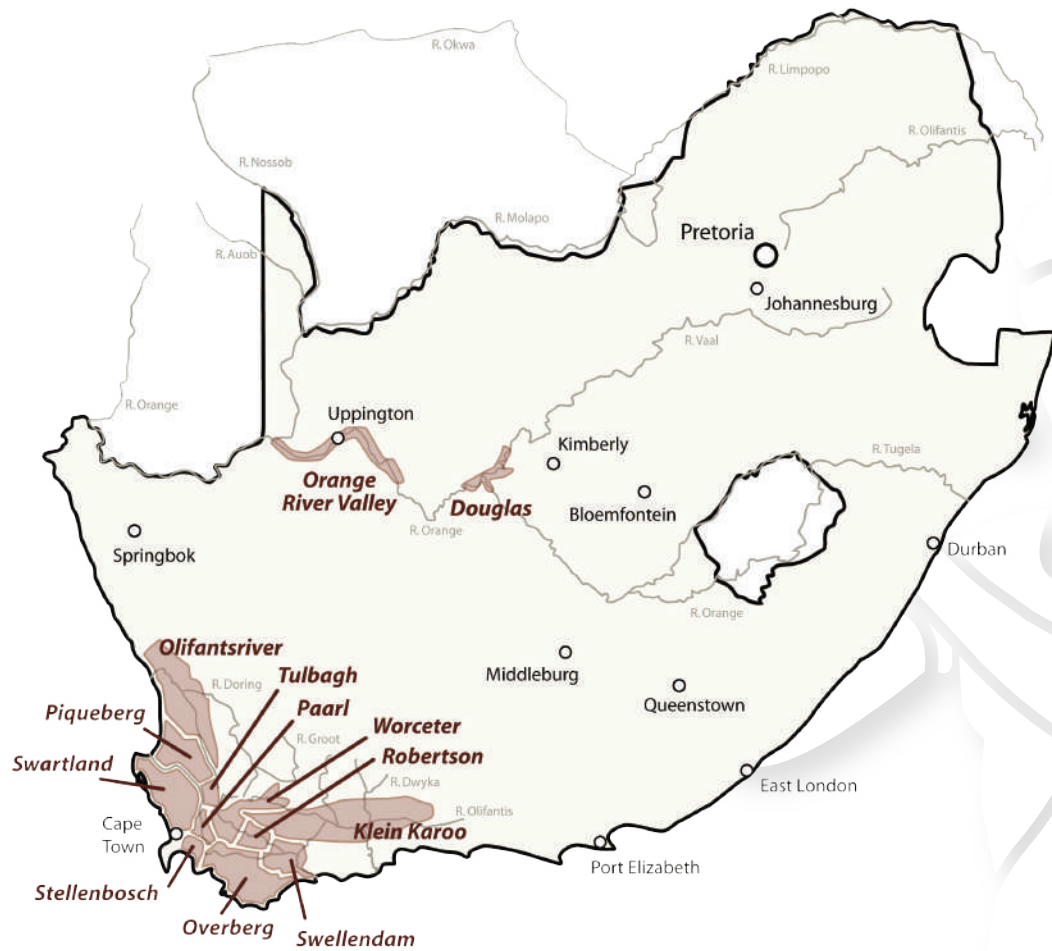 R. Okwa
R. Limpopo
R. Olifantis
R. Nossob
R. Molapo
Pretoria
R. Auob
Johannesburg
R. Vaal
R. Orange
Uppington
Kimberly
R. Tugela
Orange
River Valley
Douglas
Bloemfontein
R. Orange
Springbok
Durban
R. Orange
Olifantsriver
Middleburg
Tulbagh
R. Doring
Queenstown
Paarl
Piqueberg
Worceter
R. Groot
Robertson
Swartland
R. Dwyka
East London
R. Olifantis
Cape
Town
Klein Karoo
Port Elizabeth
Stellenbosch
Overberg
Swellendam